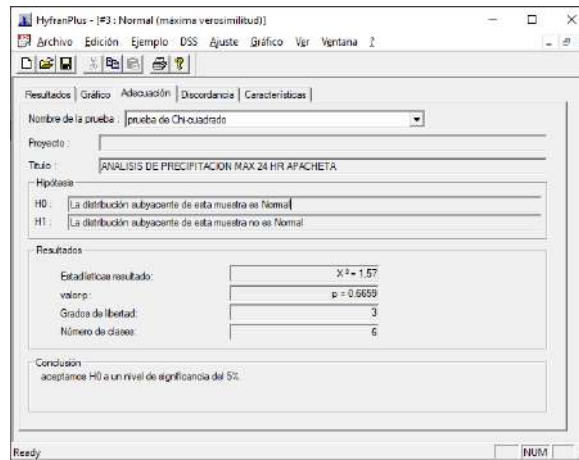 HyfranPlus - [#3 : Normal (máxima verosimilitud)]
Archivo Edición Ejemplo DSS Ajuste Gráfico Ver Ventana ?
Resultados Gráfico Adecuación Discordancia Características
Nombre de la prueba : prueba de Chi-cuadrado
Proyecto :
Titulo : ANALISIS DE PRECIPITACION MAX 24 HR APACHETA
Hipótesis
H0 : La distribución subyacente de esta muestra es Normal
H1 : La distribución subyacente de esta muestra no es Normal
Resultados
Estadísticas resultado: X² = 1.57
valor p : p = 0.6659
Grados de libertad: 3
Número de clases: 6
Conclusión
aceptamos H0 a un nivel de significancia del 5%
Ready NUM